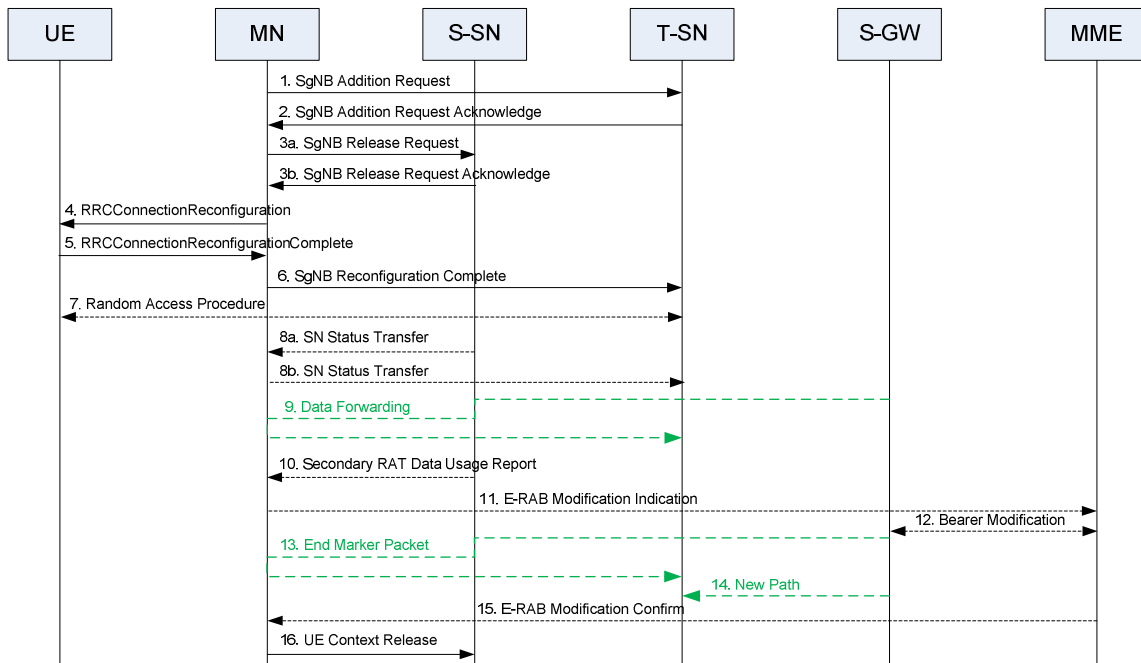 UE MN S-SN T-SN S-GW MME
1. SgNB Addition Request
2. SgNB Addition Request Acknowledge
3a. SgNB Release Request
3b. SgNB Release Request Acknowledge
4. RRCConnectionReconfiguration
5. RRCConnectionReconfigurationComplete
6. SgNB Reconfiguration Complete
7. Random Access Procedure
8a. SN Status Transfer
8b. SN Status Transfer
9. Data Forwarding
10. Secondary RAT Data Usage Report
11. E-RAB Modification Indication
12. Bearer Modification
13. End Marker Packet
14. New Path
15. E-RAB Modification Confirm
16. UE Context Release